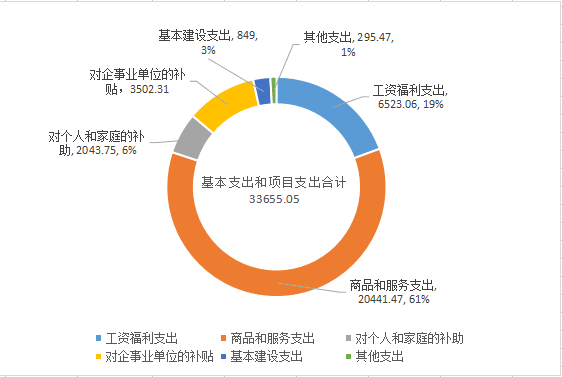 基本建设支出, 849,
3%
其他支出, 295.47,
1%
对企事业单位的补
贴，3502.31
工资福利支出,
6523.06, 19%
对个人和家庭的补
助, 2043.75, 6%
基本支出和项目支出合计
33655.05
商品和服务支出,
20441.47, 61%
工资福利支出 商品和服务支出 对个人和家庭的补助
对企事业单位的补贴 基本建设支出 其他支出